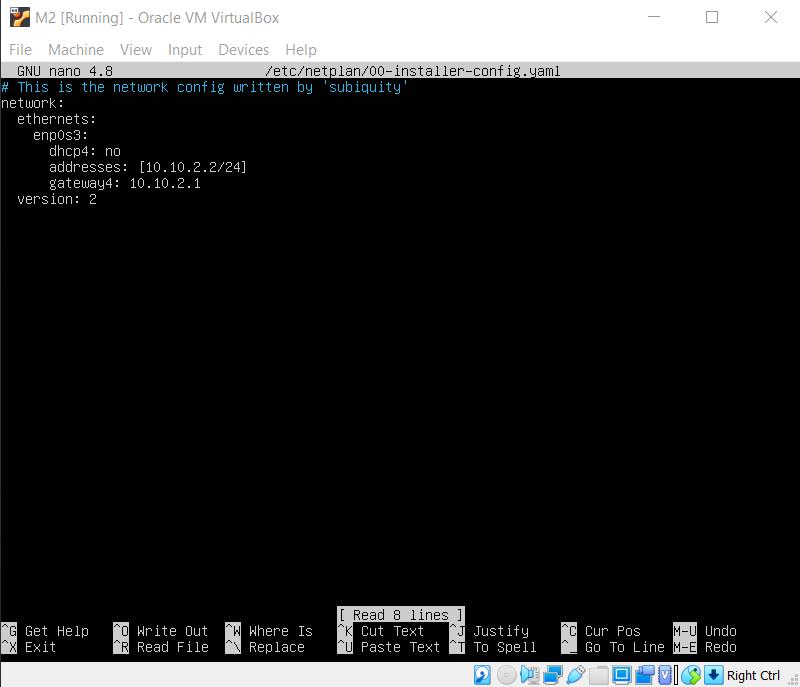 M2 [Running] - Oracle VM VirtualBox
File Machine View Input Devices Help
GNU nano 4.8 /etc/netplan/00-installer-config.yaml
# This is the network config written by 'subiquity'
network:
  ethernets:
    enp0s3:
      dhcp4: no
      addresses: [10.10.2.2/24]
      gateway4: 10.10.2.1
  version: 2
[ Read 8 lines ]
^G Get Help ^O Write Out ^W Where Is ^K Cut Text ^J Justify ^C Cur Pos M-U Undo
^X Exit ^R Read File ^\ Replace ^U Paste Text ^T To Spell ^_ Go To Line M-E Redo
Right Ctrl